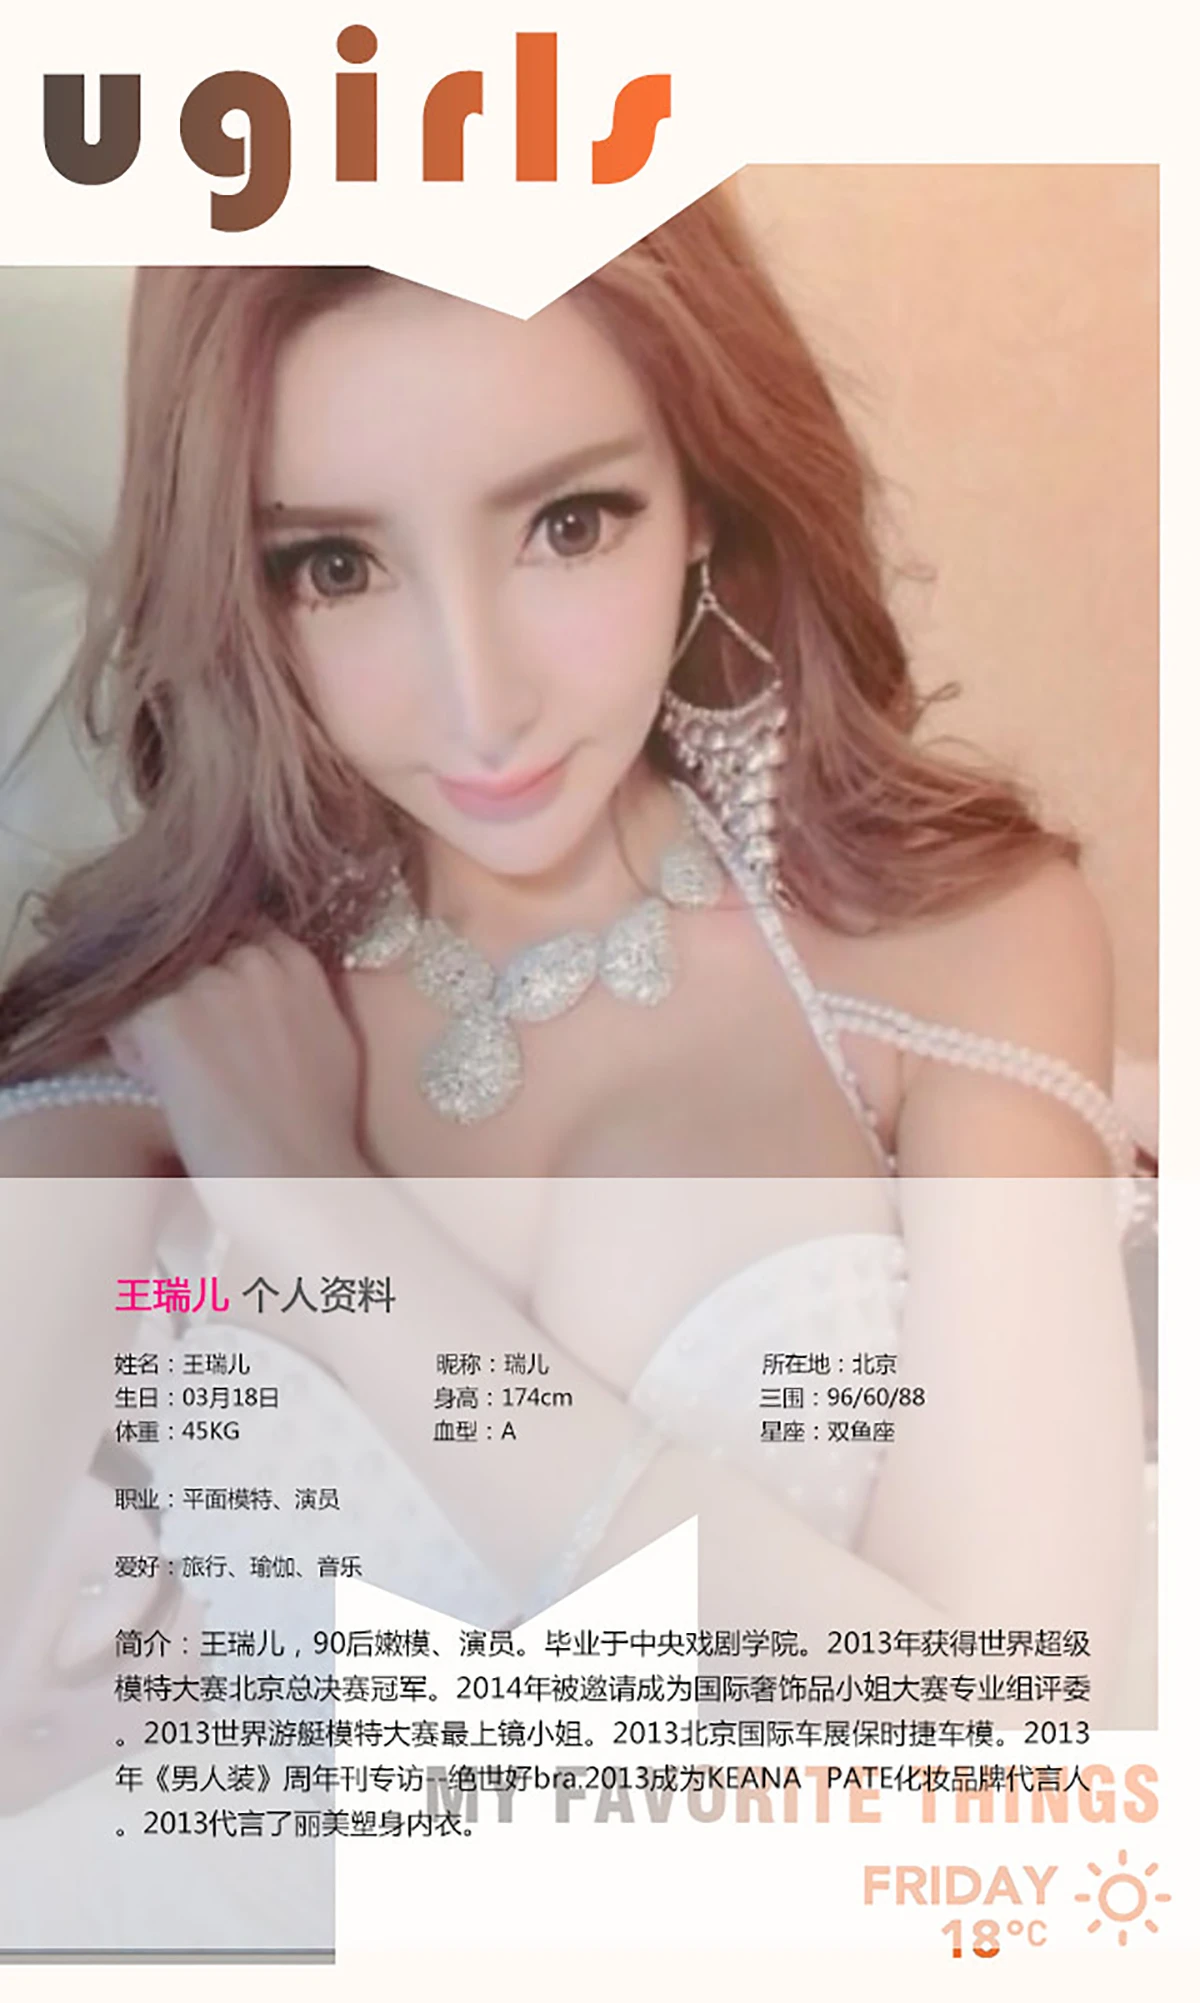 ugirls
王瑞儿 个人资料
姓名：王瑞儿 昵称：瑞儿 所在地：北京
生日：03月18日 身高：174cm 三围：96/60/88
体重：45KG 血型：A 星座：双鱼座
职业：平面模特、演员
爱好：旅行、瑜伽、音乐
简介：王瑞儿，90后嫩模、演员。毕业于中央戏剧学院。2013年获得世界超级
模特大赛北京总决赛冠军。2014年被邀请成为国际奢饰品小姐大赛专业组评委
。2013世界游艇模特大赛最上镜小姐。2013北京国际车展保时捷车模。2013
年《男人装》周年刊专访--绝世好bra.2013成为KEANA PATE化妆品牌代言人
。2013代言了丽美塑身内衣。
MY FAVORITE THINGS
FRIDAY
18°C